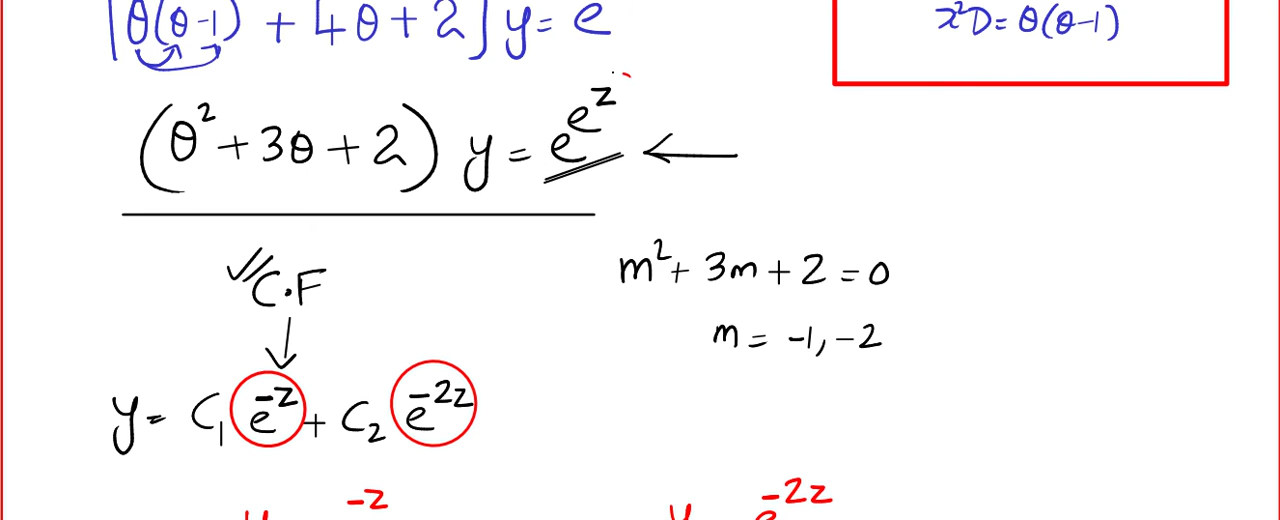 [θ(θ-1) + 4θ + 2] y = e
x²D = θ(θ-1)
(θ² + 3θ + 2) y = e^e^z ←
C.F
m² + 3m + 2 = 0
m = -1, -2
y = C₁ e^-z + C₂ e^-2z
-z
e^-2z